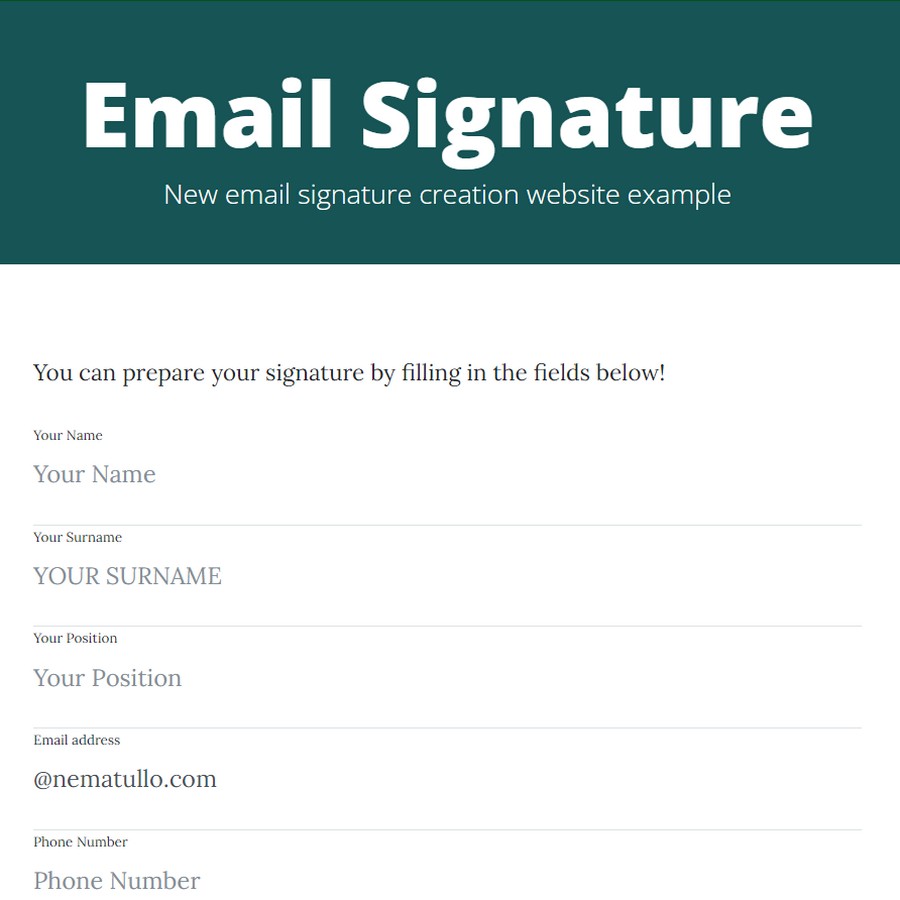 Email Signature
New email signature creation website example
You can prepare your signature by filling in the fields below!
Your Name
Your Name
Your Surname
YOUR SURNAME
Your Position
Your Position
Email address
@nematullo.com
Phone Number
Phone Number